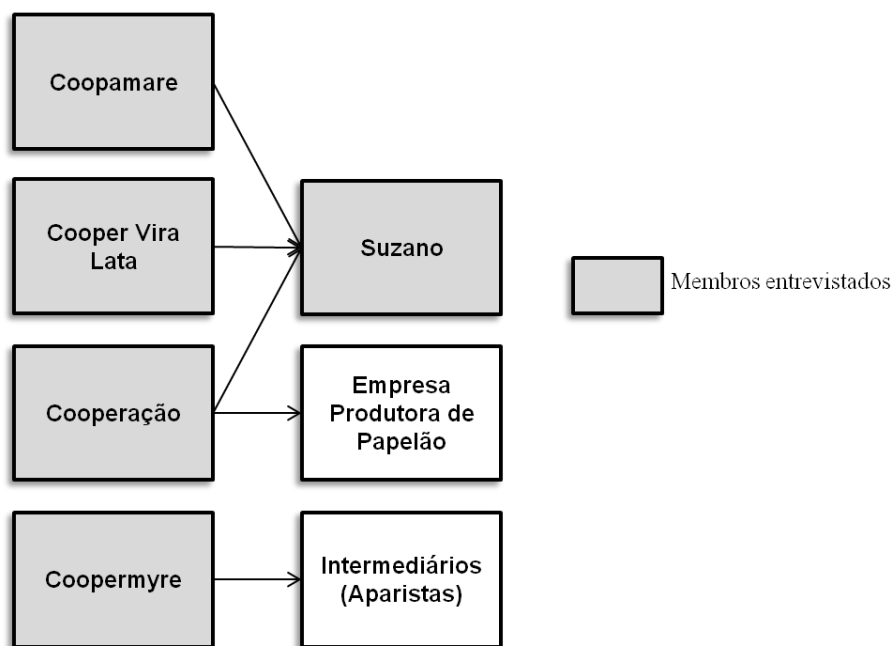 Coopamare
Cooper Vira
Lata
Suzano
Membros entrevistados
Cooperação
Empresa
Produtora de
Papelão
Coopermyre
Intermediários
(Aparistas)